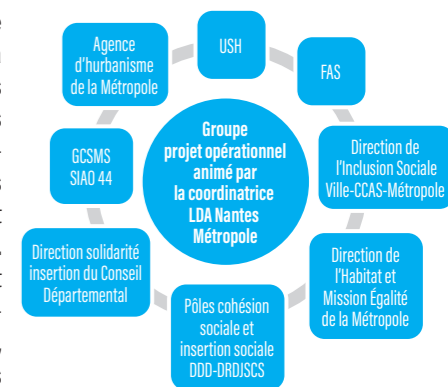 USH
FAS
Direction de
l'Inclusion Sociale
Ville-CCAS-Métropole
Direction de
l'Habitat et
Mission Égalité
de la Métropole
Pôles cohésion
sociale et
insertion sociale
DDD-DRDJSCS
Direction solidarité
insertion du Conseil
Départemental
GCSMS
SIAO 44
Agence
d'hurbanisme
de la Métropole
Groupe
projet opérationnel
animé par
la coordinatrice
LDA Nantes
Métropole